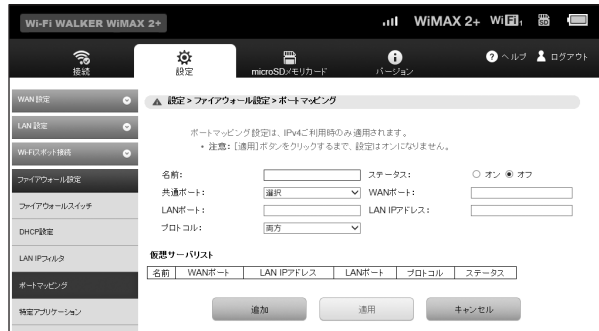 Wi-Fi WALKER WiMAX 2+
WiMAX 2+ WiFi 1 SD
接続
設定
microSDメモリカード
バージョン
? ヘルプ ログアウト
WAN 設定
LAN 設定
Wi-Fiスポット接続
ファイアウォール設定
ファイアウォールスイッチ
DHCP設定
LAN IPフィルタ
ポートマッピング
特定アプリケーション
設定 > ファイアウォール設定 > ポートマッピング
ポートマッピング設定は、IPv4ご利用時のみ適用されます。
• 注意: [適用]ボタンをクリックするまで、設定はオンになりません。
名前: ステータス: オン オフ
共通ポート: 選択 WANポート:
LANポート: LAN IPアドレス:
プロトコル: 両方
仮想サーバリスト
名前 WANポート LAN IPアドレス LANポート プロトコル ステータス
追加 適用 キャンセル